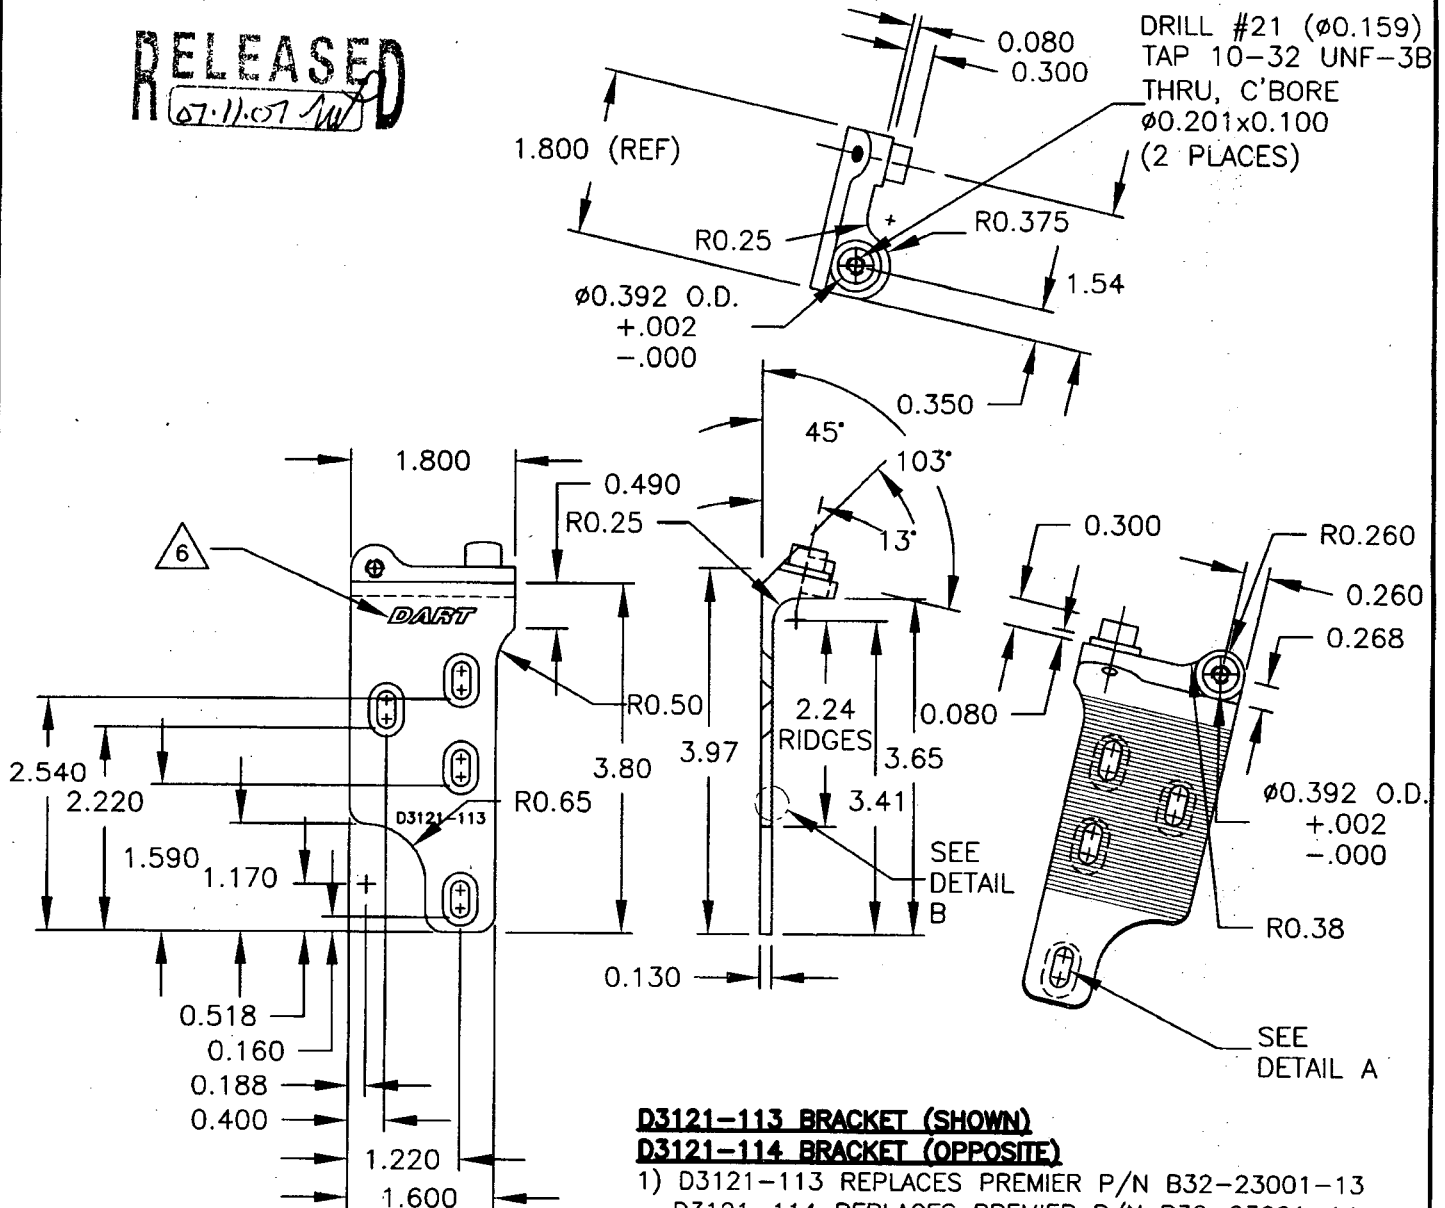 RELEASED
07.11.07
0.080
0.300
DRILL #21 (ø0.159)
TAP 10-32 UNF-3B
THRU, C'BORE
ø0.201x0.100
(2 PLACES)
1.800 (REF)
R0.25
R0.375
1.54
ø0.392 O.D.
+.002
-.000
0.350
45°
103°
13°
1.800
0.490
R0.25
6
DART
0.300
R0.260
0.260
0.268
R0.50
0.080
2.24
RIDGES
3.97
3.80
3.65
3.41
2.540
2.220
R0.65
D3121-113
1.590
1.170
ø0.392 O.D.
+.002
-.000
SEE
DETAIL
B
R0.38
0.130
0.518
0.160
0.188
0.400
1.220
1.600
SEE
DETAIL A
D3121-113 BRACKET (SHOWN)
D3121-114 BRACKET (OPPOSITE)
1) D3121-113 REPLACES PREMIER P/N B32-23001-13